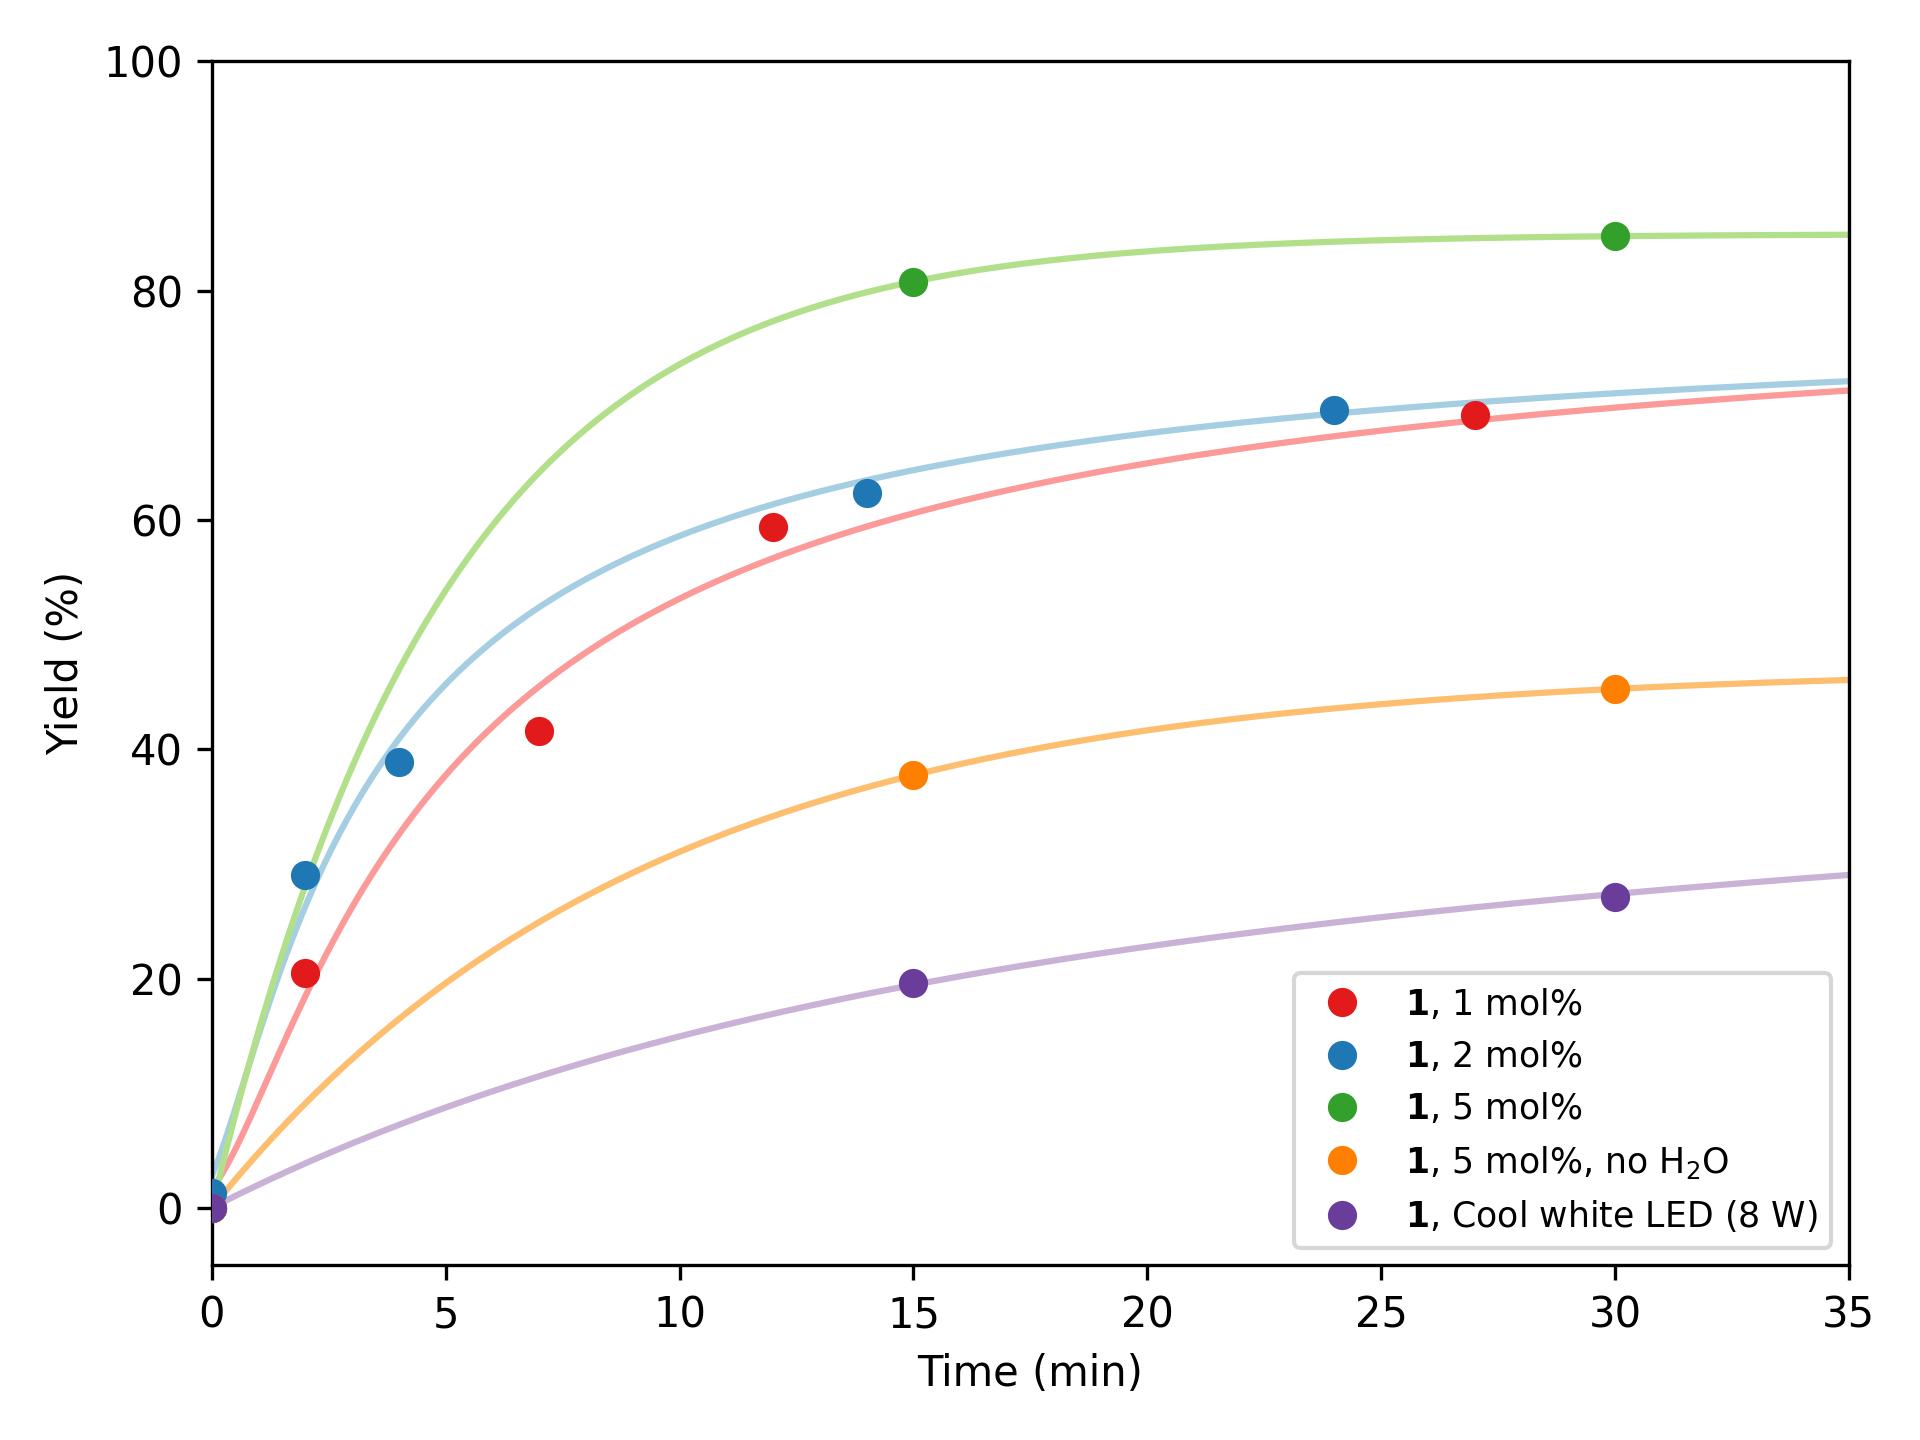 100
80
60
40
20
0
Yield (%)
0 5 10 15 20 25 30 35
Time (min)
1, 1 mol%
1, 2 mol%
1, 5 mol%
1, 5 mol%, no H₂O
1, Cool white LED (8 W)